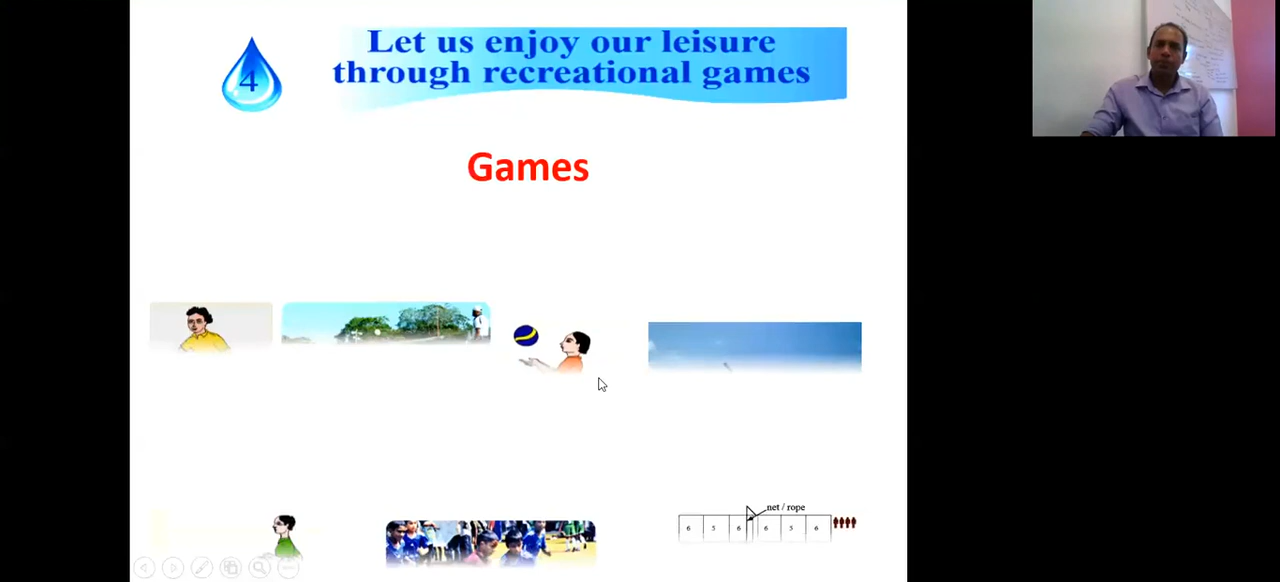 4
Let us enjoy our leisure
through recreational games
Games
net / rope
6 5 6 6 5 6